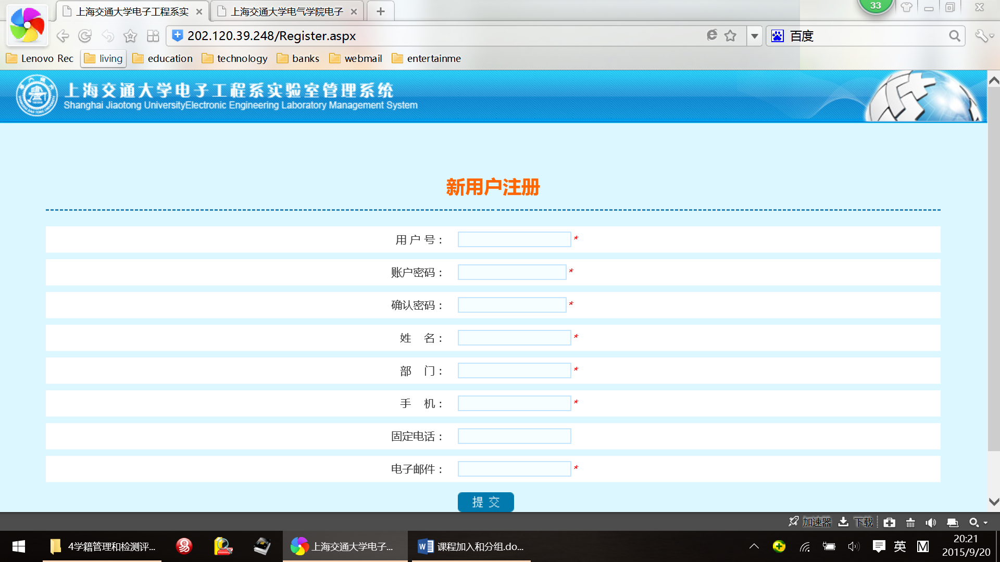 上海交通大学电子工程系实
上海交通大学电气学院电子
33
202.120.39.248/Register.aspx
百度
Lenovo Rec living education technology banks webmail entertainme
上海交通大学电子工程系实验室管理系统
Shanghai Jiaotong UniversityElectronic Engineering Laboratory Management System
新用户注册
用 户 号： *
账户密码： *
确认密码： *
姓 名： *
部 门： *
手 机： *
固定电话：
电子邮件： *
提 交
加速器 下载
4学籍管理和检测评... 上海交通大学电子... 课程加入和分组.do... 英 M
20:21
2015/9/20